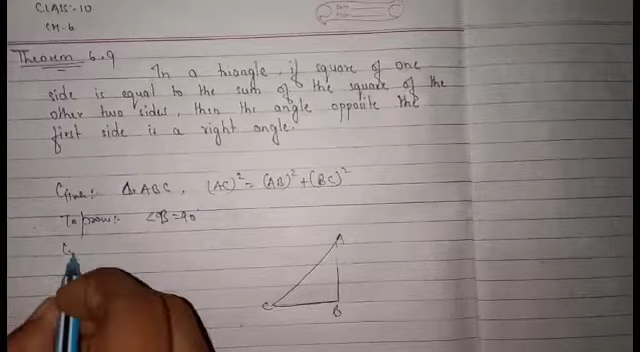 CLASS:-10
CH-6
Theorem 6.9
In a triangle, if square of one
side is equal to the sum of the square of the
other two sides, then the angle opposite the
first side is a right angle.
Given:- ΔABC, (AC)² = (AB)² + (BC)²
To prove:- ∠B = 90°
A
C
B